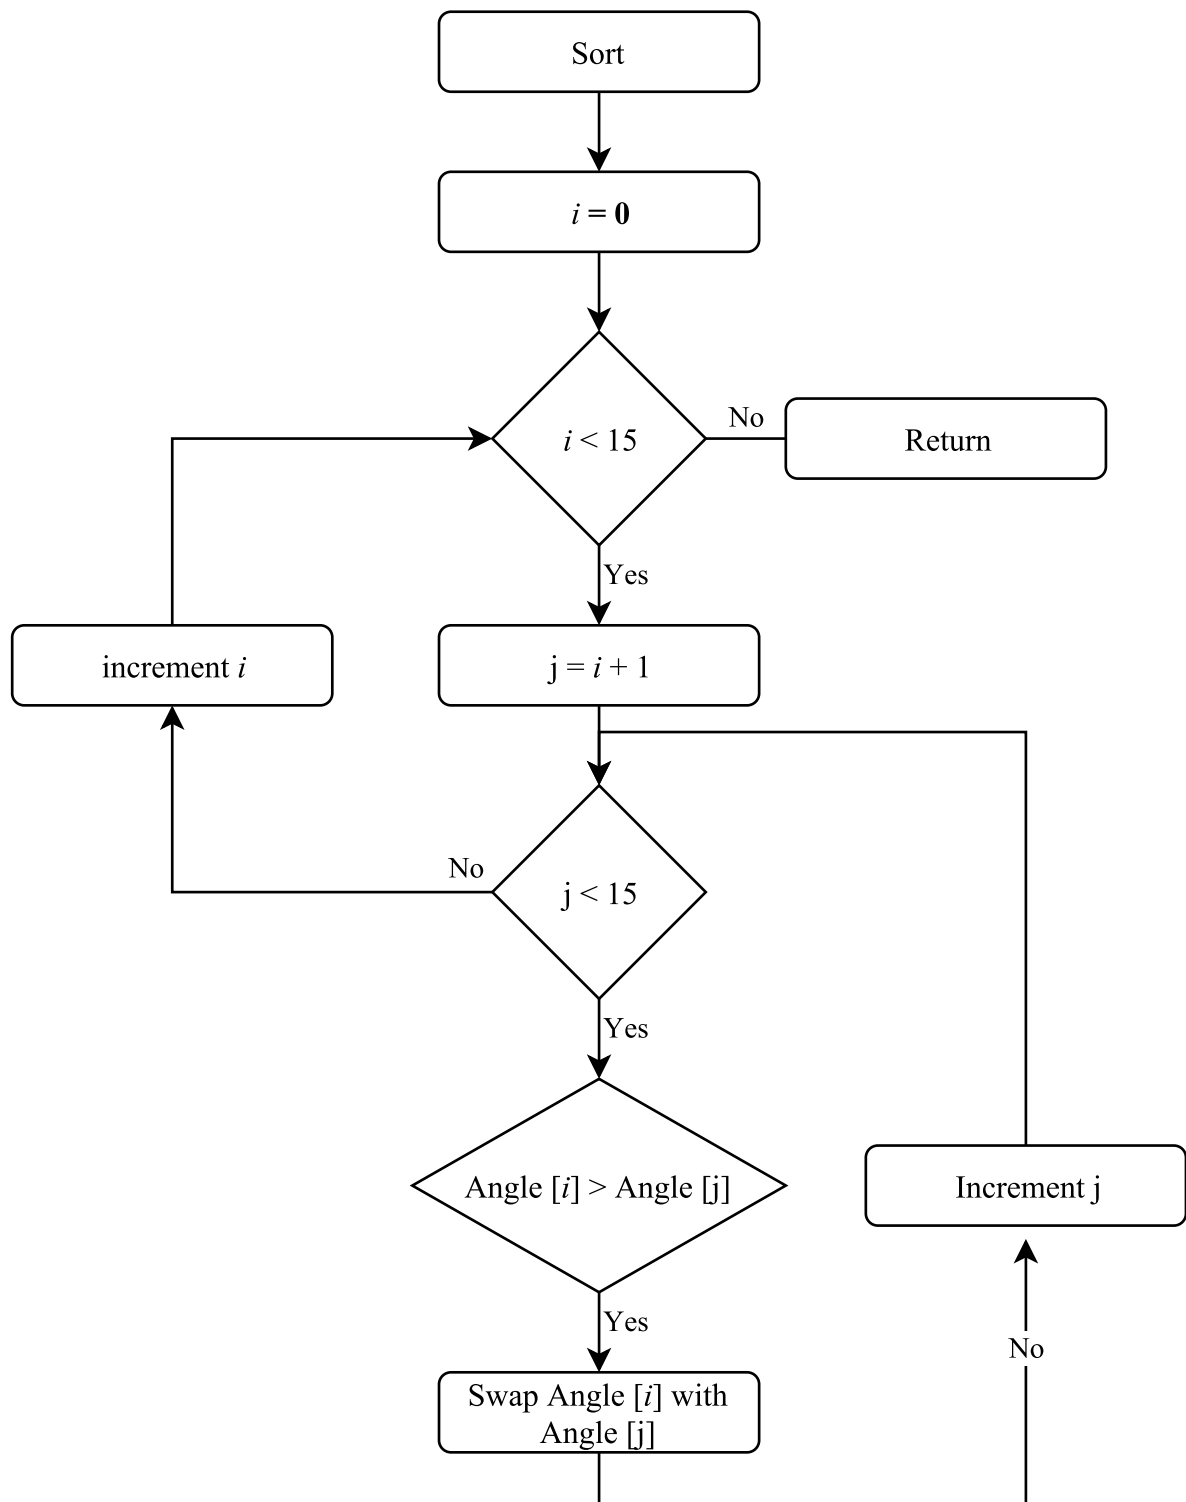 Sort
i = 0
i < 15
No
Return
Yes
increment i
j = i + 1
No
j < 15
Yes
Angle [i] > Angle [j]
Increment j
Yes
No
Swap Angle [i] with
Angle [j]